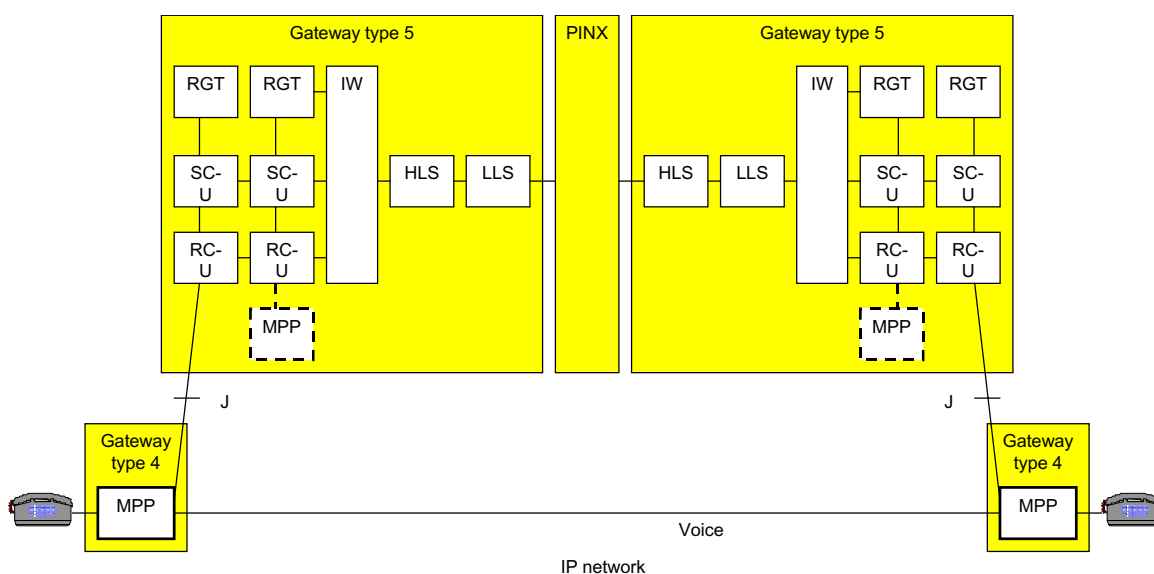 Gateway type 5
PINX
Gateway type 5
RGT
RGT
IW
IW
RGT
RGT
SC-
U
SC-
U
HLS
LLS
HLS
LLS
SC-
U
SC-
U
RC-
U
RC-
U
RC-
U
RC-
U
MPP
MPP
J
J
Gateway
type 4
Gateway
type 4
MPP
MPP
Voice
IP network